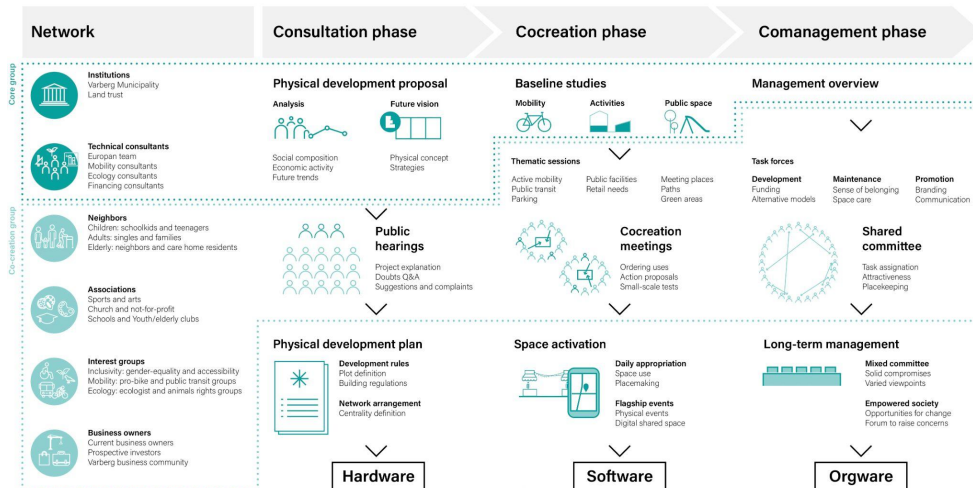 Network
Consultation phase
Cocreation phase
Comanagement phase
Core group
Co-creation group
Institutions
Varberg Municipality
Land trust
Technical consultants
Europan team
Mobility consultants
Ecology consultants
Financing consultants
Neighbors
Children: schoolkids and teenagers
Adults: singles and families
Elderly: neighbors and care home residents
Associations
Sports and arts
Church and not-for-profit
Schools and Youth/elderly clubs
Interest groups
Inclusivity: gender-equality and accessibility
Mobility: pro-bike and public transit groups
Ecology: ecologist and animals rights groups
Business owners
Current business owners
Prospective investors
Varberg business community
Physical development proposal
Analysis
Social composition
Economic activity
Future trends
Future vision
Physical concept
Strategies
Public
hearings
Project explanation
Doubts Q&A
Suggestions and complaints
Physical development plan
Development rules
Plot definition
Building regulations
Network arrangement
Centrality definition
Hardware
Baseline studies
Mobility
Activities
Public space
Thematic sessions
Active mobility
Public transit
Parking
Public facilities
Retail needs
Meeting places
Paths
Green areas
Cocreation
meetings
Ordering uses
Action proposals
Small-scale tests
Space activation
Daily appropriation
Space use
Placemaking
Flagship events
Physical events
Digital shared space
Software
Management overview
Task forces
Development
Funding
Alternative models
Maintenance
Sense of belonging
Space care
Promotion
Branding
Communication
Shared
committee
Task assignation
Attractiveness
Placekeeping
Long-term management
Mixed committee
Solid compromises
Varied viewpoints
Empowered society
Opportunities for change
Forum to raise concerns
Orgware